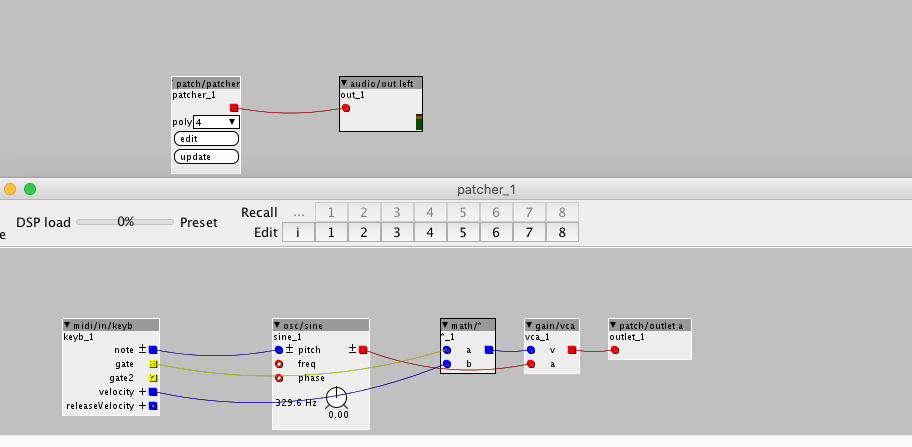 patch/patcher
patcher_1
poly 4 ▼
edit
update
▼ audio/out left
out_1
patcher_1
DSP load 0% Preset
Recall ... 1 2 3 4 5 6 7 8
e
Edit i 1 2 3 4 5 6 7 8
▼ midi/in/keyb
keyb_1
note ±
gate
gate2
velocity +
releaseVelocity +
▼ osc/sine
sine_1
± pitch ±
freq
phase
329.6 Hz
0.00
▼ math/*
*_1
a
b
▼ gain/vca
vca_1
v
a
▼ patch/outlet a
outlet_1